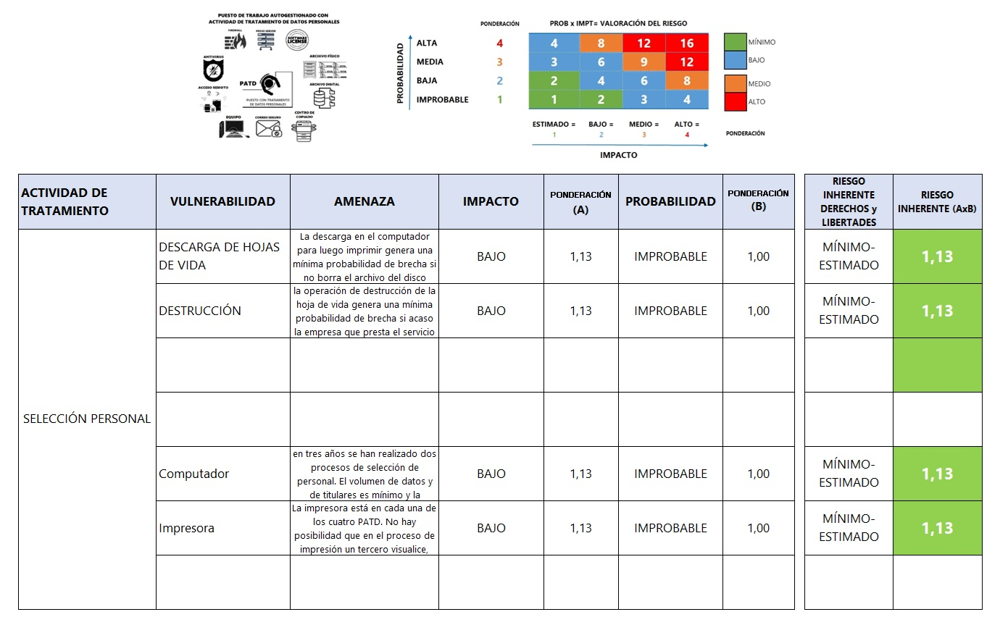 PUESTO DE TRABAJO AUTOGESTIONADO CON
ACTIVIDAD DE TRATAMIENTO DE DATOS PERSONALES
FIREWALL
PROXI SERVER
SOFTWARE
LICENSE
ANTIVIRUS
ARCHIVO FÍSICO
PATD
PUESTO CON TRATAMIENTO
DE DATOS PERSONALES
ARCHIVO DIGITAL
ACCESO REMOTO
EQUIPO
CORREO SEGURO
CENTRO DE
COPIADO
PONDERACIÓN
PROB x IMPT= VALORACIÓN DEL RIESGO
PROBABILIDAD
ALTA 4 4 8 12 16
MEDIA 3 3 6 9 12
BAJA 2 2 4 6 8
IMPROBABLE 1 1 2 3 4
MÍNIMO
BAJO
MEDIO
ALTO
ESTIMADO = BAJO = MEDIO = ALTO =
1 2 3 4
PONDERACIÓN
IMPACTO
ACTIVIDAD DE
TRATAMIENTO
VULNERABILIDAD
AMENAZA
IMPACTO
PONDERACIÓN
(A)
PROBABILIDAD
PONDERACIÓN
(B)
RIESGO
INHERENTE
DERECHOS y
LIBERTADES
RIESGO
INHERENTE (AxB)
SELECCIÓN PERSONAL
DESCARGA DE HOJAS
DE VIDA
La descarga en el computador
para luego imprimir genera una
mínima probabilidad de brecha si
no borra el archivo del disco
BAJO
1,13
IMPROBABLE
1,00
MÍNIMO-
ESTIMADO
1,13
DESTRUCCIÓN
la operación de destrucción de la
hoja de vida genera una mínima
probabilidad de brecha si acaso
la empresa que presta el servicio
BAJO
1,13
IMPROBABLE
1,00
MÍNIMO-
ESTIMADO
1,13
Computador
en tres años se han realizado dos
procesos de selección de
personal. El volumen de datos y
de titulares es mínimo y la
BAJO
1,13
IMPROBABLE
1,00
MÍNIMO-
ESTIMADO
1,13
Impresora
La impresora está en cada una de
los cuatro PATD. No hay
posibilidad que en el proceso de
impresión un tercero visualice,
BAJO
1,13
IMPROBABLE
1,00
MÍNIMO-
ESTIMADO
1,13